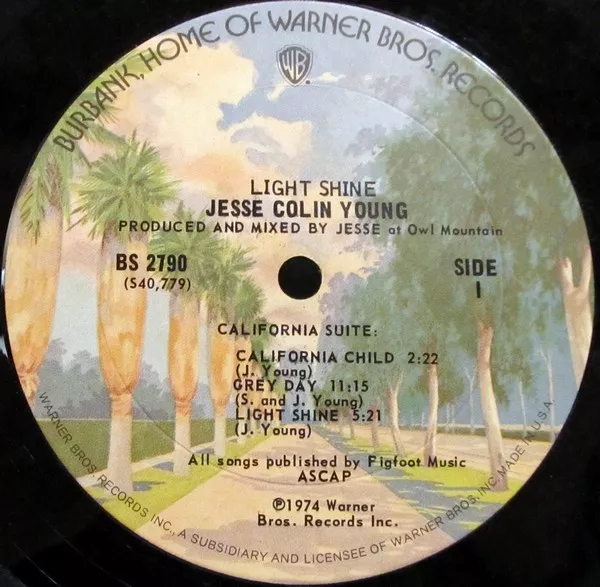 BURBANK, HOME OF WARNER BROS. RECORDS
WB
LIGHT SHINE
JESSE COLIN YOUNG
PRODUCED AND MIXED BY JESSE at Owl Mountain
BS 2790
(S40,779)
SIDE
1
CALIFORNIA SUITE:
CALIFORNIA CHILD 2:22
(J. Young)
GREY DAY 11:15
(S. and J. Young)
LIGHT SHINE 5:21
(J. Young)
All songs published by Pigfoot Music
ASCAP
℗1974 Warner
Bros. Records Inc.
WARNER BROS. RECORDS INC., A SUBSIDIARY AND LICENSEE OF WARNER BROS. INC. MADE IN U.S.A.